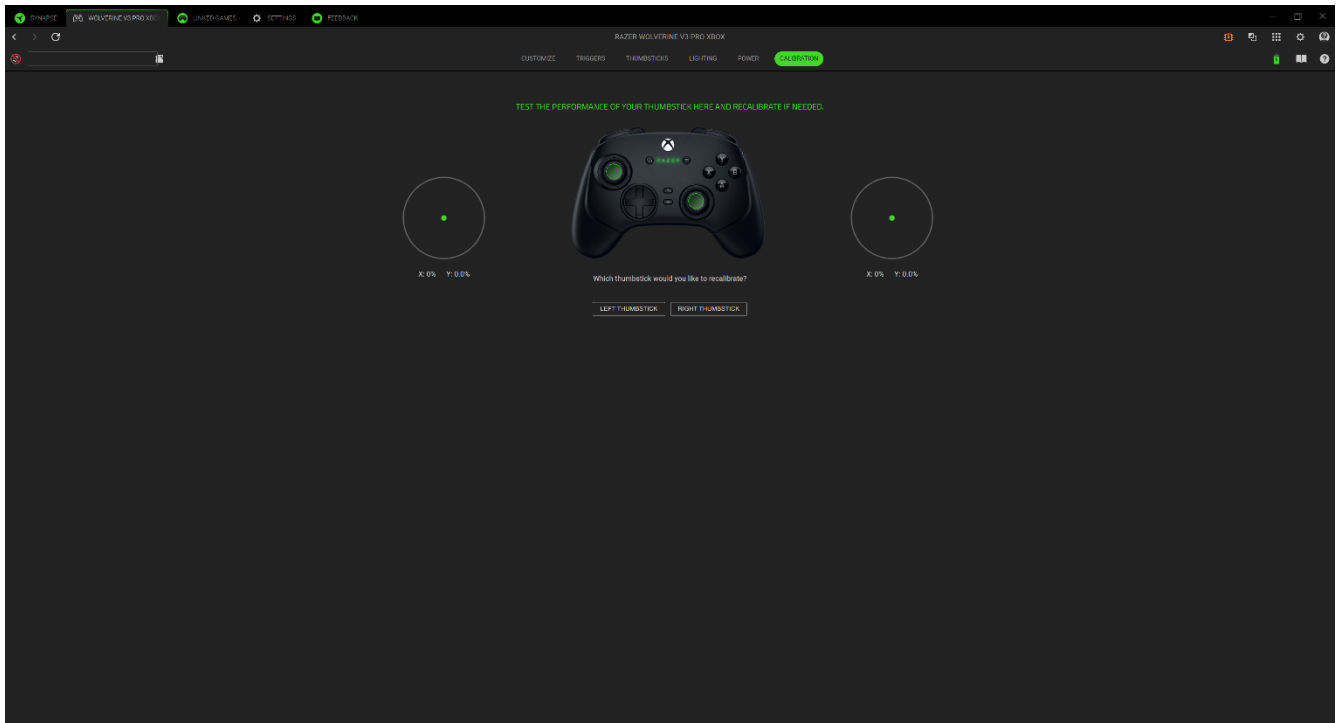 SYNAPSE WOLVERINE V3 PRO XBOX LINKED GAMES SETTINGS FEEDBACK
RAZER WOLVERINE V3 PRO XBOX
CUSTOMIZE TRIGGERS THUMBSTICKS LIGHTING POWER CALIBRATION
TEST THE PERFORMANCE OF YOUR THUMBSTICK HERE AND RECALIBRATE IF NEEDED.
RAZER
Y
X B
A
X: 0% Y: 0.0% X: 0% Y: 0.0%
Which thumbstick would you like to recalibrate?
LEFT THUMBSTICK RIGHT THUMBSTICK